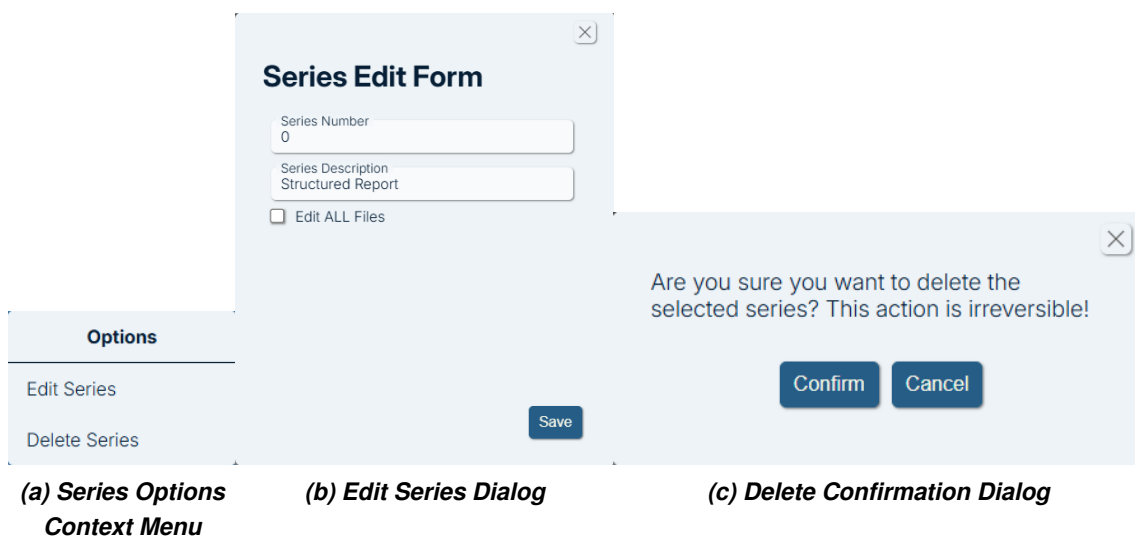 Options
Edit Series
Delete Series
(a) Series Options
Context Menu
Series Edit Form
Series Number
0
Series Description
Structured Report
Edit ALL Files
Save
(b) Edit Series Dialog
Are you sure you want to delete the
selected series? This action is irreversible!
Confirm Cancel
(c) Delete Confirmation Dialog